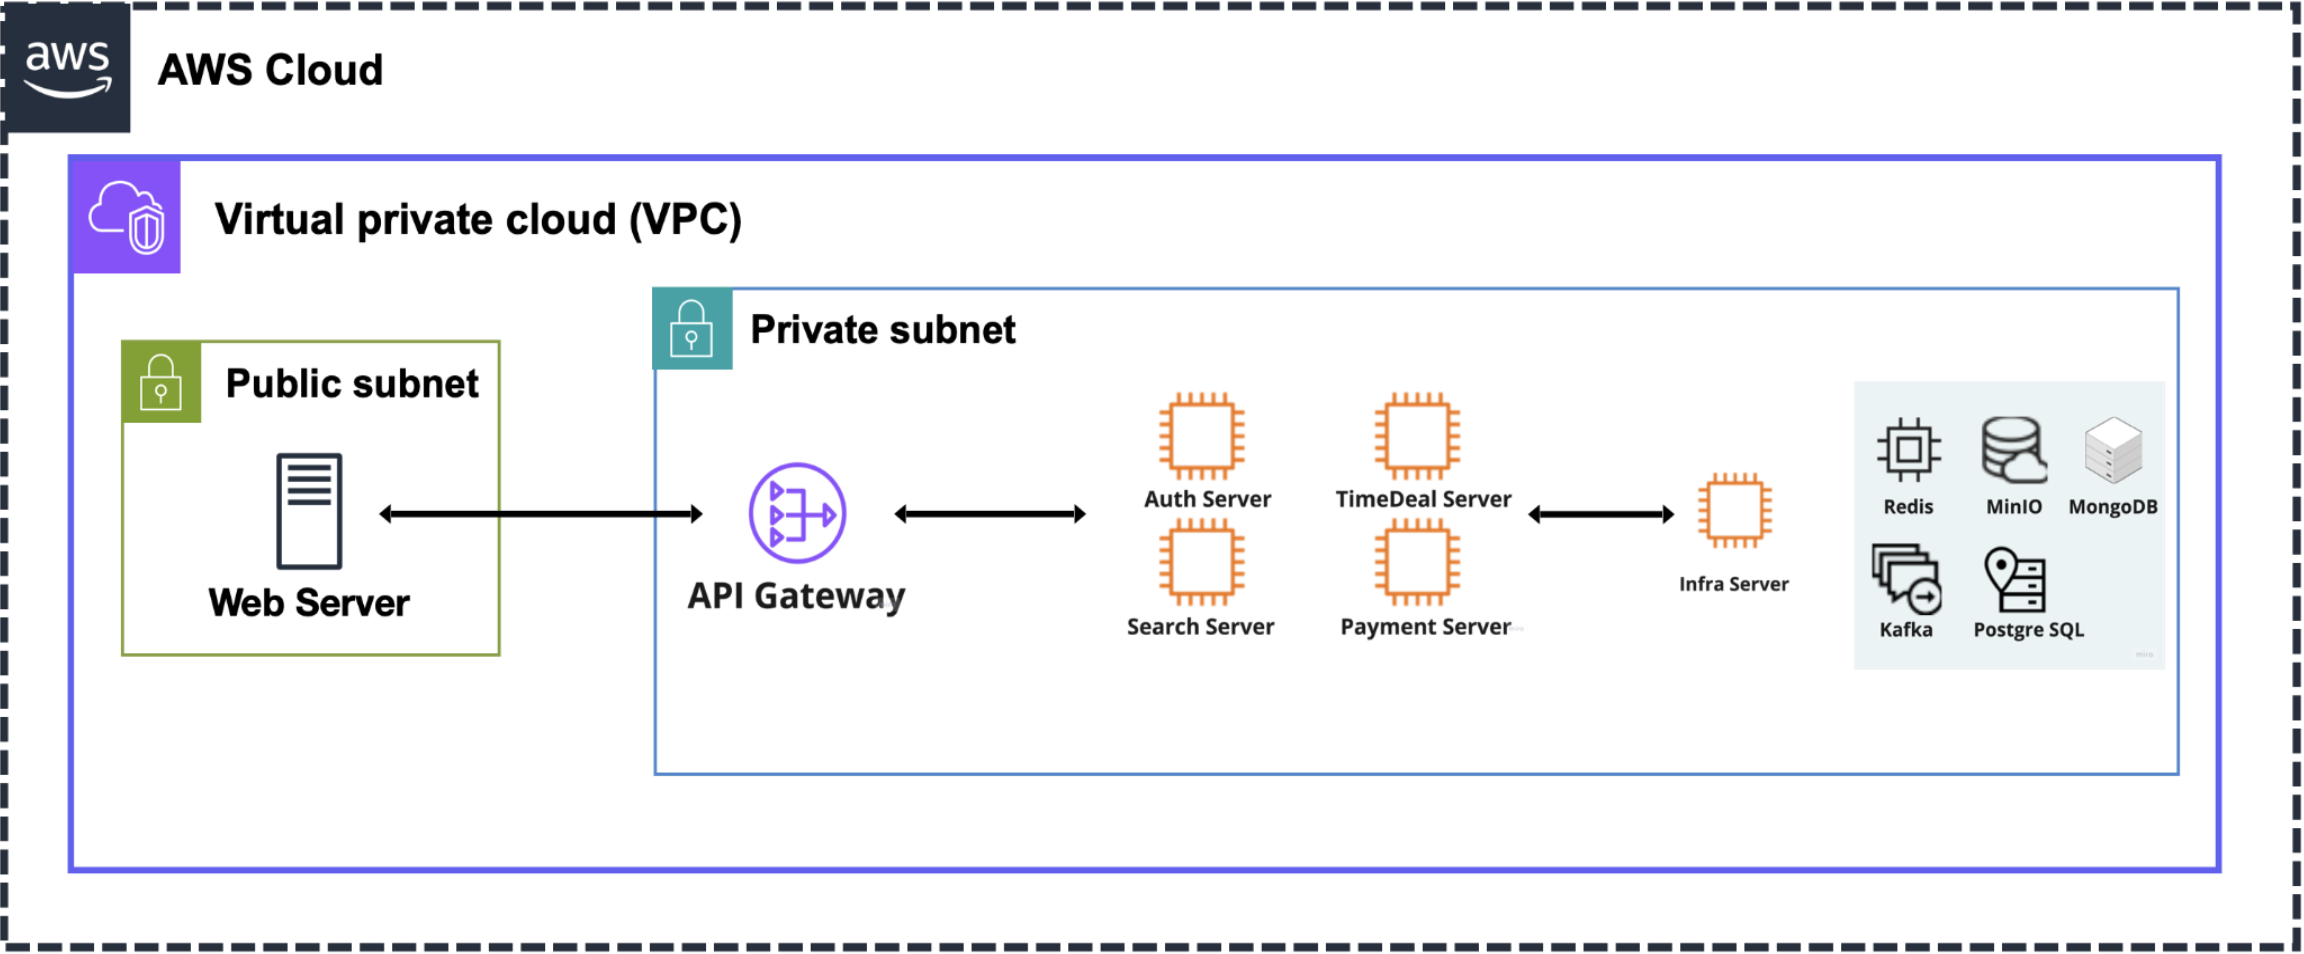 aws
AWS Cloud
Virtual private cloud (VPC)
Private subnet
Public subnet
Web Server
API Gateway
Auth Server
TimeDeal Server
Search Server
Payment Server
Infra Server
Redis
MinIO
MongoDB
Kafka
Postgre SQL
miro